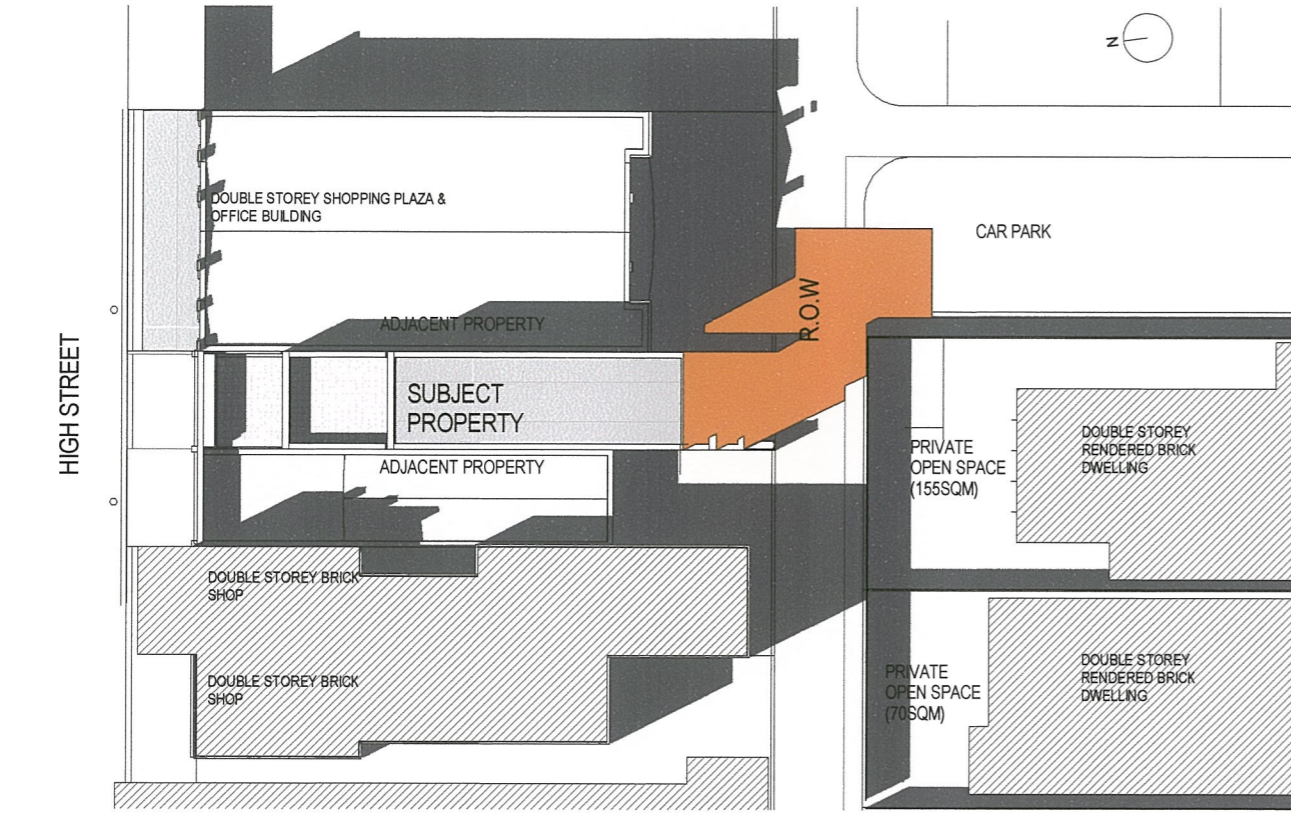 N
DOUBLE STOREY SHOPPING PLAZA &
OFFICE BUILDING
CAR PARK
R.O.W
ADJACENT PROPERTY
HIGH STREET
SUBJECT
PROPERTY
ADJACENT PROPERTY
PRIVATE
OPEN SPACE
(155SQM)
DOUBLE STOREY
RENDERED BRICK
DWELLING
DOUBLE STOREY BRICK
SHOP
DOUBLE STOREY BRICK
SHOP
PRIVATE
OPEN SPACE
(70SQM)
DOUBLE STOREY
RENDERED BRICK
DWELLING